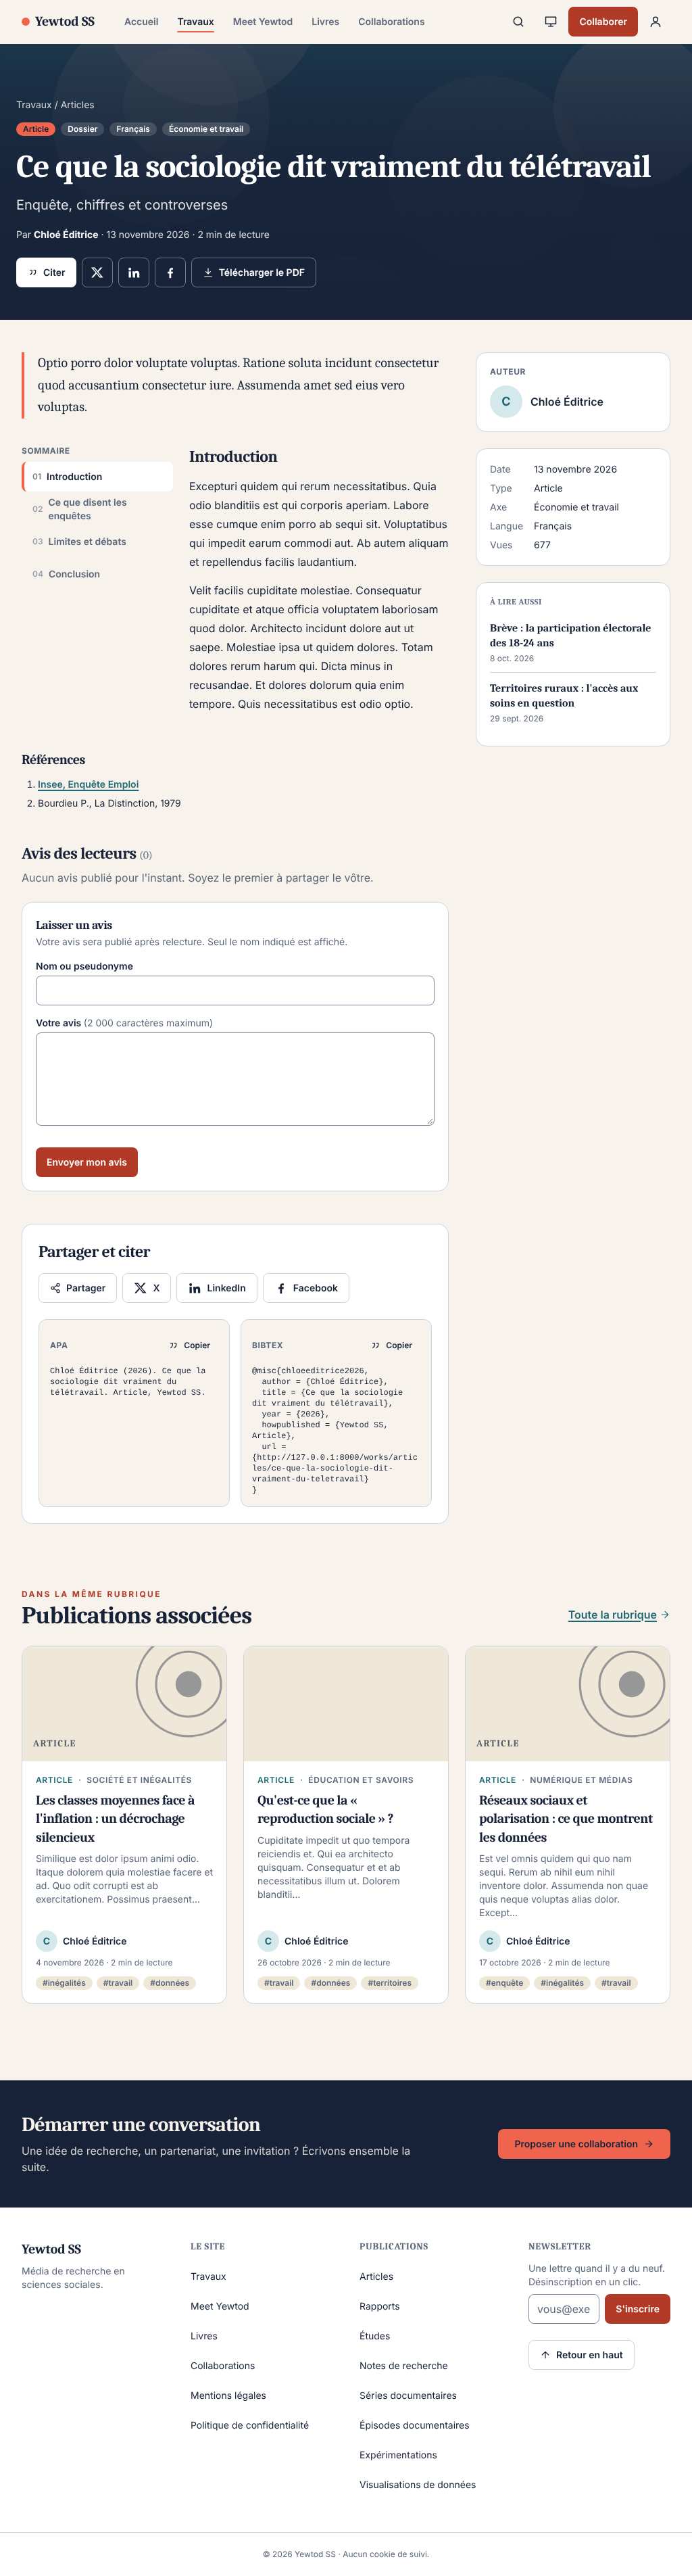 Yewtod SS
Accueil
Travaux
Meet Yewtod
Livres
Collaborations
Collaborer
Travaux / Articles
Article
Dossier
Français
Économie et travail
Ce que la sociologie dit vraiment du télétravail
Enquête, chiffres et controverses
Par Chloé Éditrice · 13 novembre 2026 · 2 min de lecture
Citer
Télécharger le PDF
Optio porro dolor voluptate voluptas. Ratione soluta incidunt consectetur
quod accusantium consectetur iure. Assumenda amet sed eius vero
voluptas.
SOMMAIRE
01 Introduction
02 Ce que disent les
enquêtes
03 Limites et débats
04 Conclusion
Introduction
Excepturi quidem qui rerum necessitatibus. Quia
odio blanditiis est qui corporis aperiam. Labore
esse cumque enim porro ab sequi sit. Voluptatibus
qui impedit earum commodi aut. Ab autem aliquam
et repellendus facilis laudantium.
Velit facilis cupiditate molestiae. Consequatur
cupiditate et atque officia voluptatem laboriosam
quod dolor. Architecto incidunt dolore aut ut
saepe. Molestiae ipsa ut quidem dolores. Totam
dolores rerum harum qui. Dicta minus in
recusandae. Et dolores dolorum quia enim
tempore. Quis necessitatibus est odio optio.
AUTEUR
C
Chloé Éditrice
Date 13 novembre 2026
Type Article
Axe Économie et travail
Langue Français
Vues 677
À LIRE AUSSI
Brève : la participation électorale
des 18-24 ans
8 oct. 2026
Territoires ruraux : l'accès aux
soins en question
29 sept. 2026
Références
1. Insee, Enquête Emploi
2. Bourdieu P., La Distinction, 1979
Avis des lecteurs (0)
Aucun avis publié pour l'instant. Soyez le premier à partager le vôtre.
Laisser un avis
Votre avis sera publié après relecture. Seul le nom indiqué est affiché.
Nom ou pseudonyme
Votre avis (2 000 caractères maximum)
Envoyer mon avis
Partager et citer
Partager
X
LinkedIn
Facebook
APA
Copier
Chloé Éditrice (2026). Ce que la
sociologie dit vraiment du
télétravail. Article, Yewtod SS.
BIBTEX
Copier
@misc{chloeeditrice2026,
author = {Chloé Éditrice},
title = {Ce que la sociologie
dit vraiment du télétravail},
year = {2026},
howpublished = {Yewtod SS,
Article},
url =
{http://127.0.0.1:8000/works/artic
les/ce-que-la-sociologie-dit-
vraiment-du-teletravail}
}
DANS LA MÊME RUBRIQUE
Publications associées
Toute la rubrique
ARTICLE
ARTICLE · SOCIÉTÉ ET INÉGALITÉS
Les classes moyennes face à
l'inflation : un décrochage
silencieux
Similique est dolor ipsum animi odio.
Itaque dolorem quia molestiae facere et
ad. Quo odit corrupti est ab
exercitationem. Possimus praesent...
C
Chloé Éditrice
4 novembre 2026 · 2 min de lecture
#inégalités
#travail
#données
ARTICLE · ÉDUCATION ET SAVOIRS
Qu'est-ce que la «
reproduction sociale » ?
Cupiditate impedit ut quo tempora
reiciendis et. Qui ea architecto
quisquam. Consequatur et et ab
necessitatibus illum ut. Dolorem
blanditii...
C
Chloé Éditrice
26 octobre 2026 · 2 min de lecture
#travail
#données
#territoires
ARTICLE
ARTICLE · NUMÉRIQUE ET MÉDIAS
Réseaux sociaux et
polarisation : ce que montrent
les données
Est vel omnis quidem qui quo nam
sequi. Rerum ab nihil eum nihil
inventore dolor. Assumenda non quae
quis neque voluptas alias dolor.
Except...
C
Chloé Éditrice
17 octobre 2026 · 2 min de lecture
#enquête
#inégalités
#travail
Démarrer une conversation
Une idée de recherche, un partenariat, une invitation ? Écrivons ensemble la
suite.
Proposer une collaboration
Yewtod SS
Média de recherche en
sciences sociales.
LE SITE
Travaux
Meet Yewtod
Livres
Collaborations
Mentions légales
Politique de confidentialité
PUBLICATIONS
Articles
Rapports
Études
Notes de recherche
Séries documentaires
Épisodes documentaires
Expérimentations
Visualisations de données
NEWSLETTER
Une lettre quand il y a du neuf.
Désinscription en un clic.
vous@exe
S'inscrire
Retour en haut
© 2026 Yewtod SS · Aucun cookie de suivi.